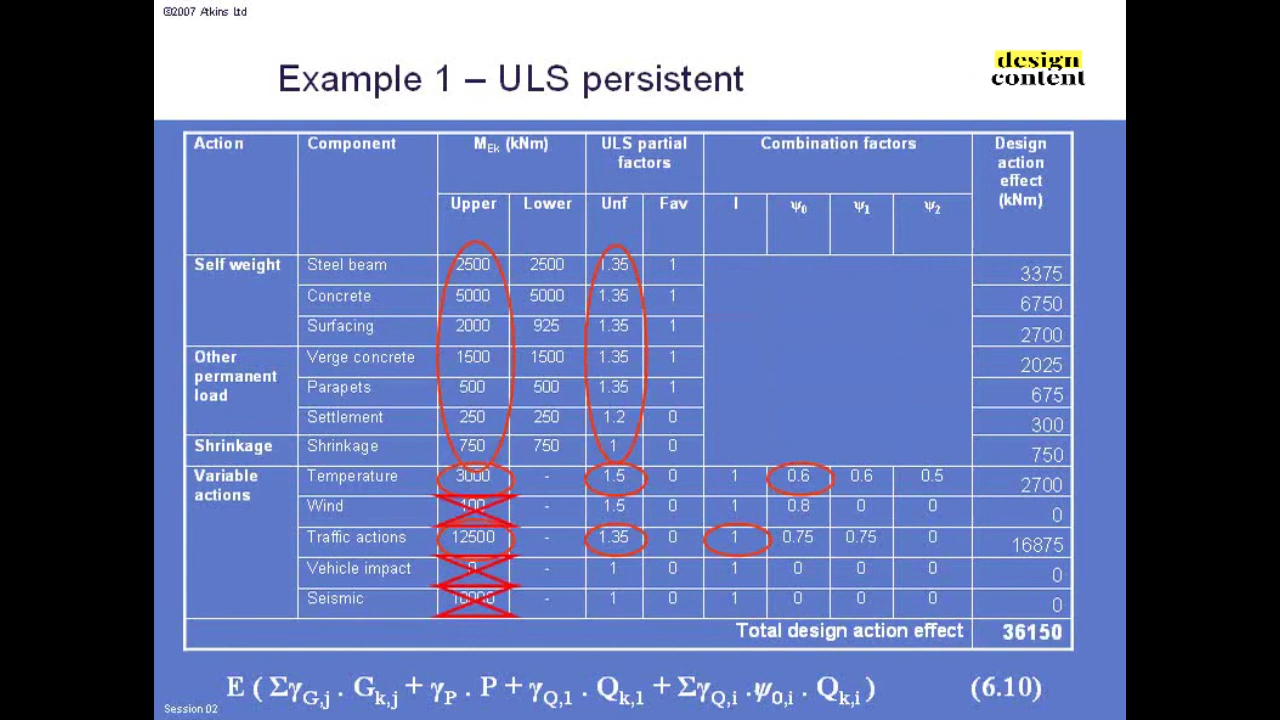 ©2007 Atkins Ltd
Example 1 – ULS persistent
design
content
Action Component M_Ek (kNm) ULS partial factors Combination factors Design action effect (kNm)
Upper Lower Unf Fav I ψ0 ψ1 ψ2
Self weight Steel beam 2500 2500 1.35 1 3375
Concrete 5000 5000 1.35 1 6750
Surfacing 2000 925 1.35 1 2700
Other permanent load Verge concrete 1500 1500 1.35 1 2025
Parapets 500 500 1.35 1 675
Settlement 250 250 1.2 0 300
Shrinkage Shrinkage 750 750 1 0 750
Variable actions Temperature 3000 - 1.5 0 1 0.6 0.6 0.5 2700
Wind 100 - 1.5 0 1 0.8 0 0 0
Traffic actions 12500 - 1.35 0 1 0.75 0.75 0 16875
Vehicle impact 0 - 1 0 1 0 0 0 0
Seismic 10000 - 1 0 1 0 0 0 0
Total design action effect 36150
E ( Σγ_G,j . G_k,j + γ_P . P + γ_Q,1 . Q_k,1 + Σγ_Q,i . ψ_0,i . Q_k,i ) (6.10)
Session 02